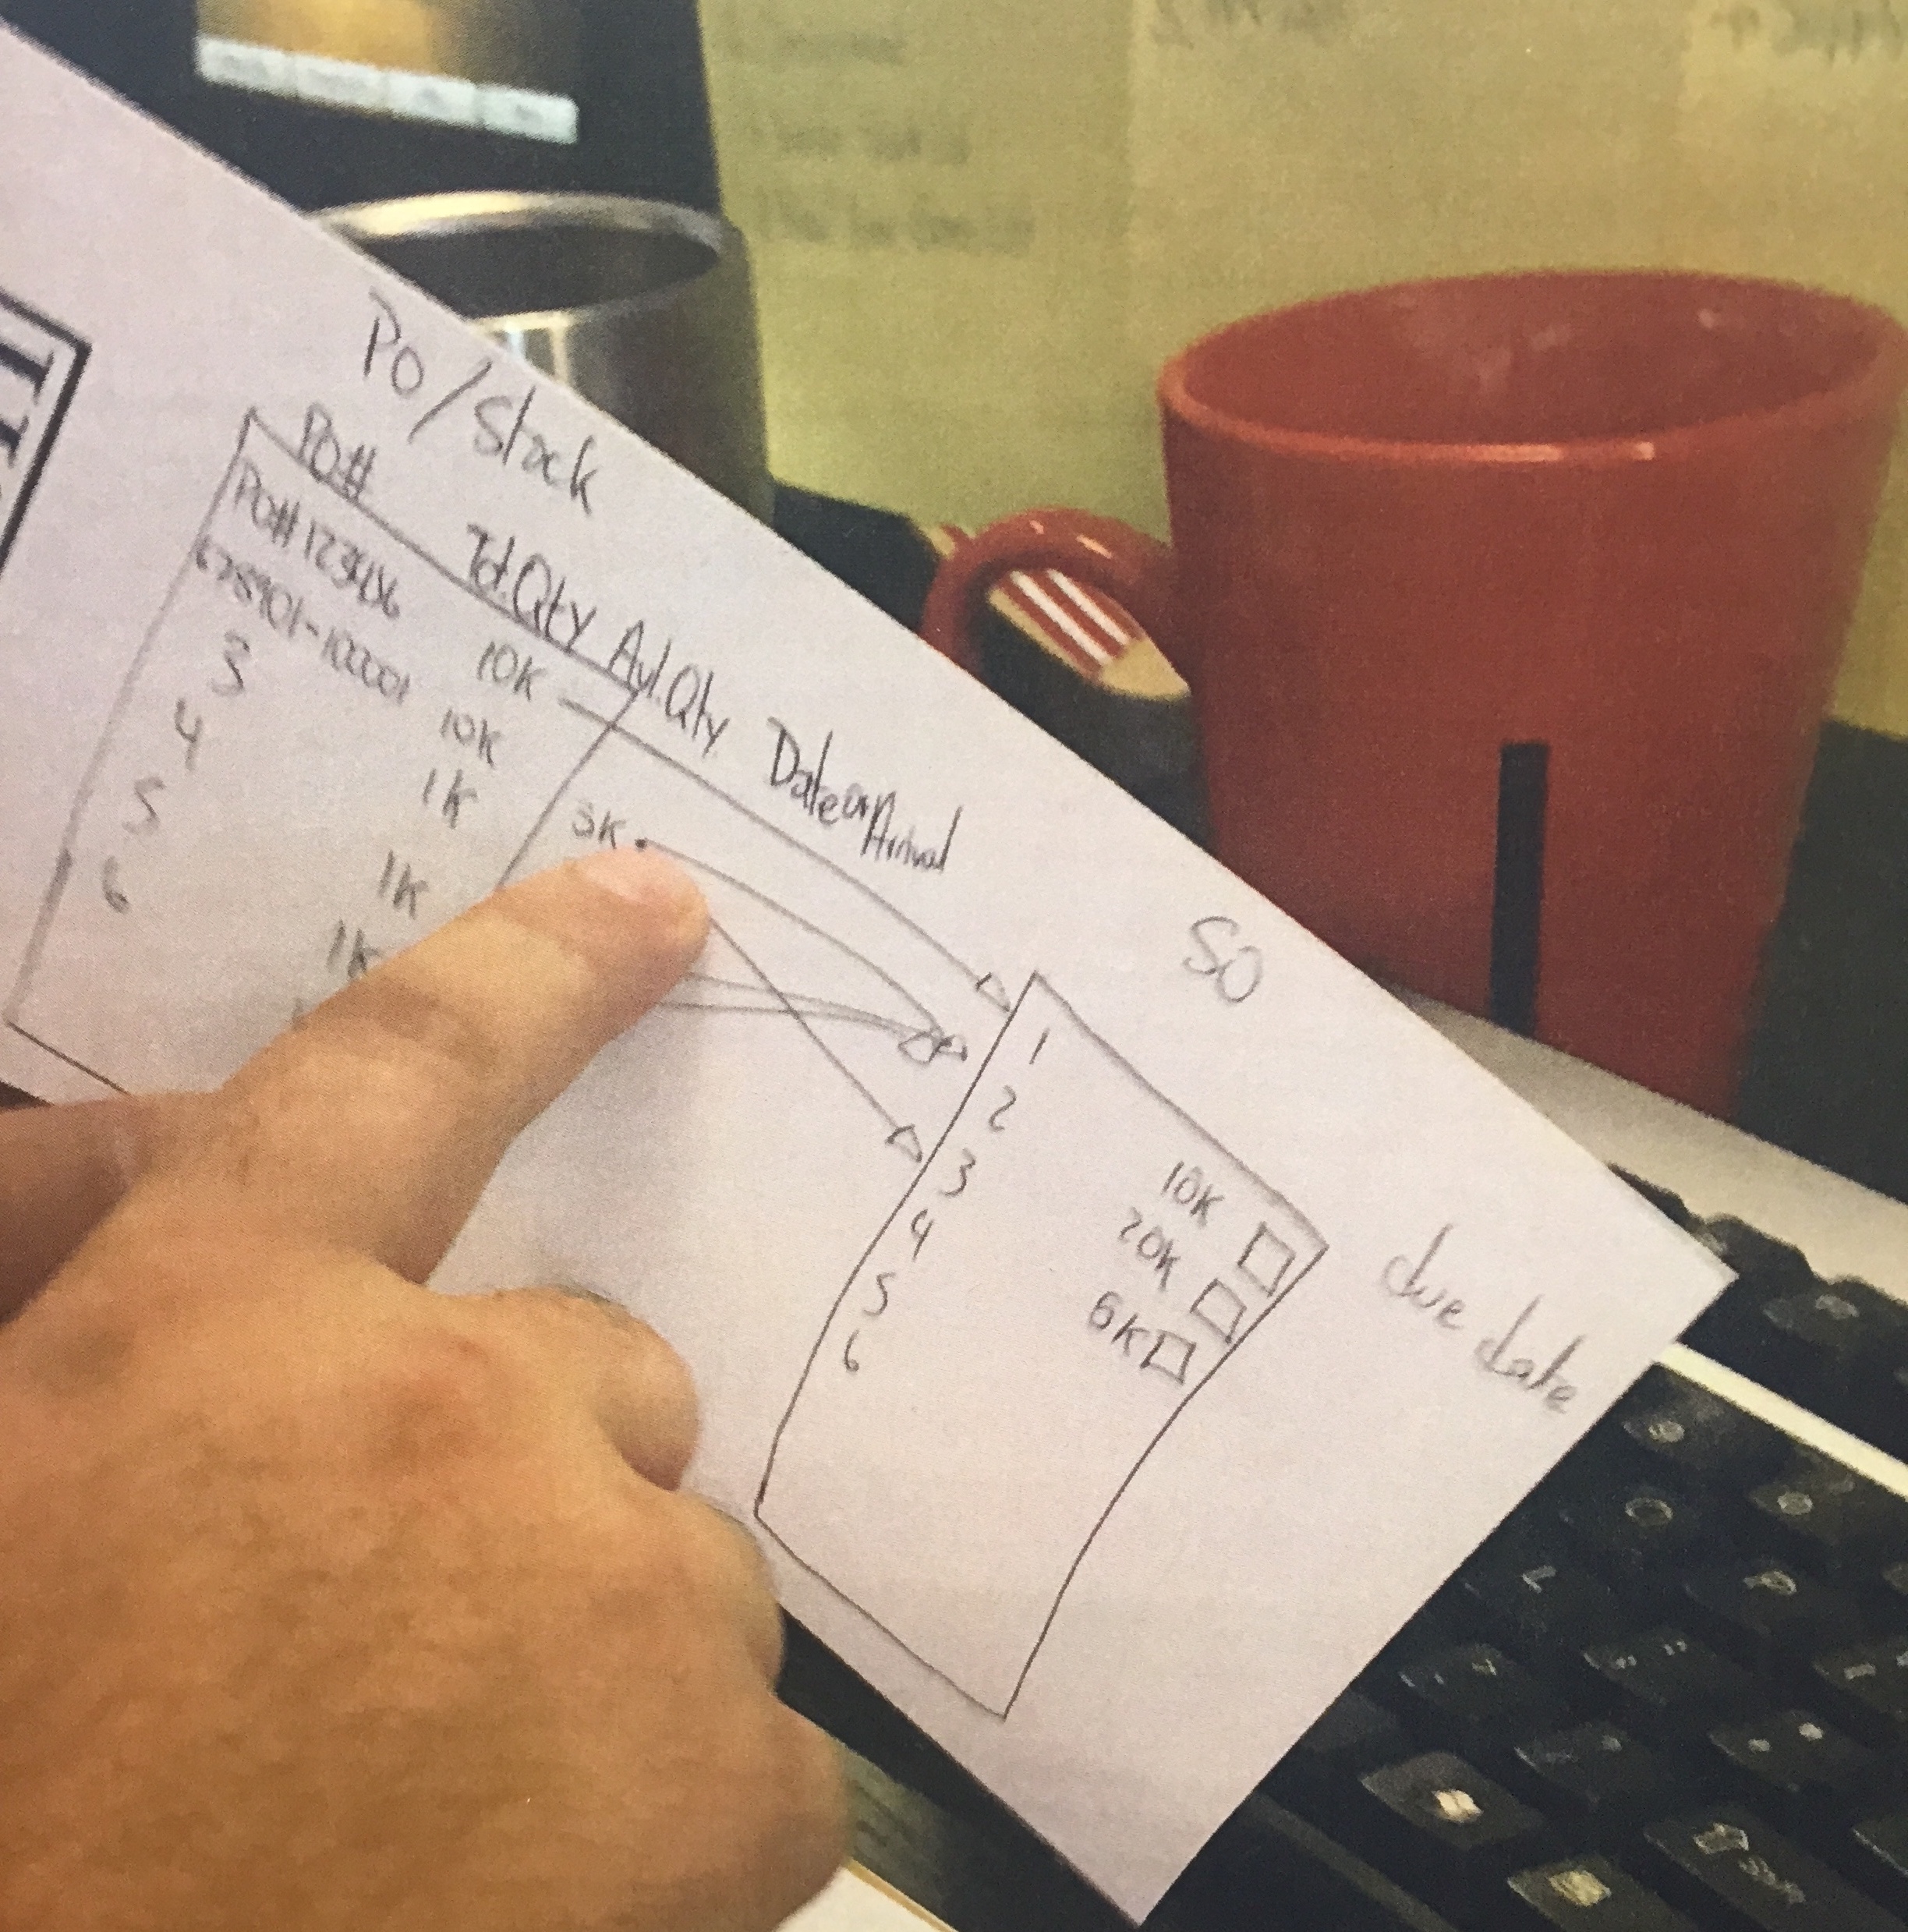 PO/Stock
PO# Tot.Qty Avl.Qty Date of Arrival
PO# 123456 10K
678901-100001 10K 3K
3 1K
4 1K
5 1K
6
SO
due date
1 10K
2 20K
3 6K
4
5
6